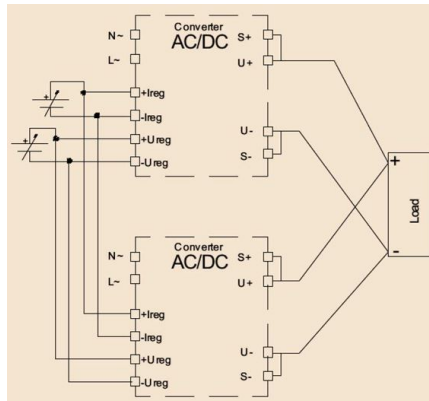 Converter
AC/DC
N~
L~
+Ireg
-Ireg
+Ureg
-Ureg
S+
U+
U-
S-
+
+
+
-
Load
Converter
AC/DC
N~
L~
+Ireg
-Ireg
+Ureg
-Ureg
S+
U+
U-
S-